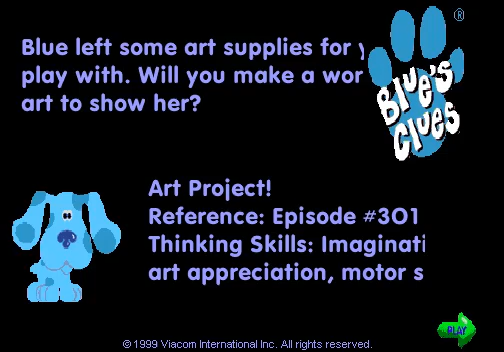 Blue left some art supplies for y
play with. Will you make a wor
art to show her?
Blue's
Clues
®
Art Project!
Reference: Episode #301
Thinking Skills: Imaginati
art appreciation, motor s
PLAY
©1999 Viacom International Inc. All rights reserved.